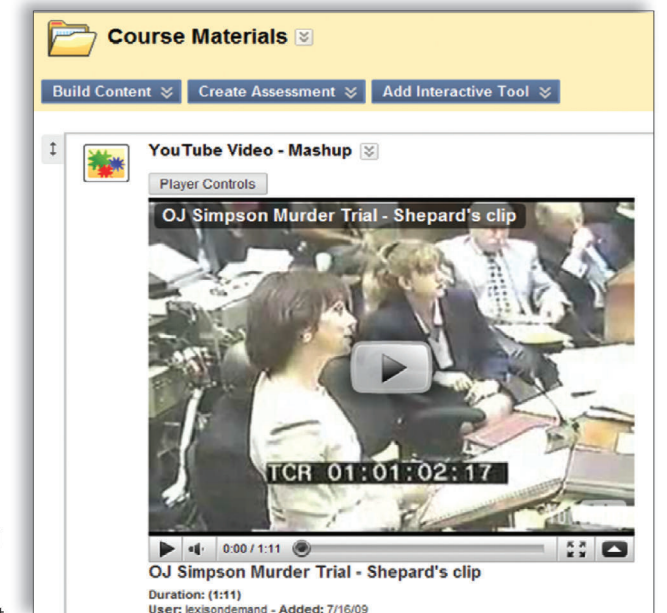 Course Materials
Build Content Create Assessment Add Interactive Tool
YouTube Video - Mashup
Player Controls
OJ Simpson Murder Trial - Shepard's clip
TCR 01:01:02:17
0:00 / 1:11
OJ Simpson Murder Trial - Shepard's clip
Duration: (1:11)
User: lexisondemand - Added: 7/16/09